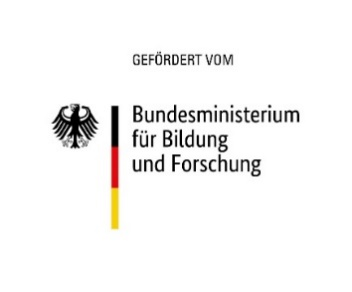 GEFÖRDERT VOM
Bundesministerium
für Bildung
und Forschung